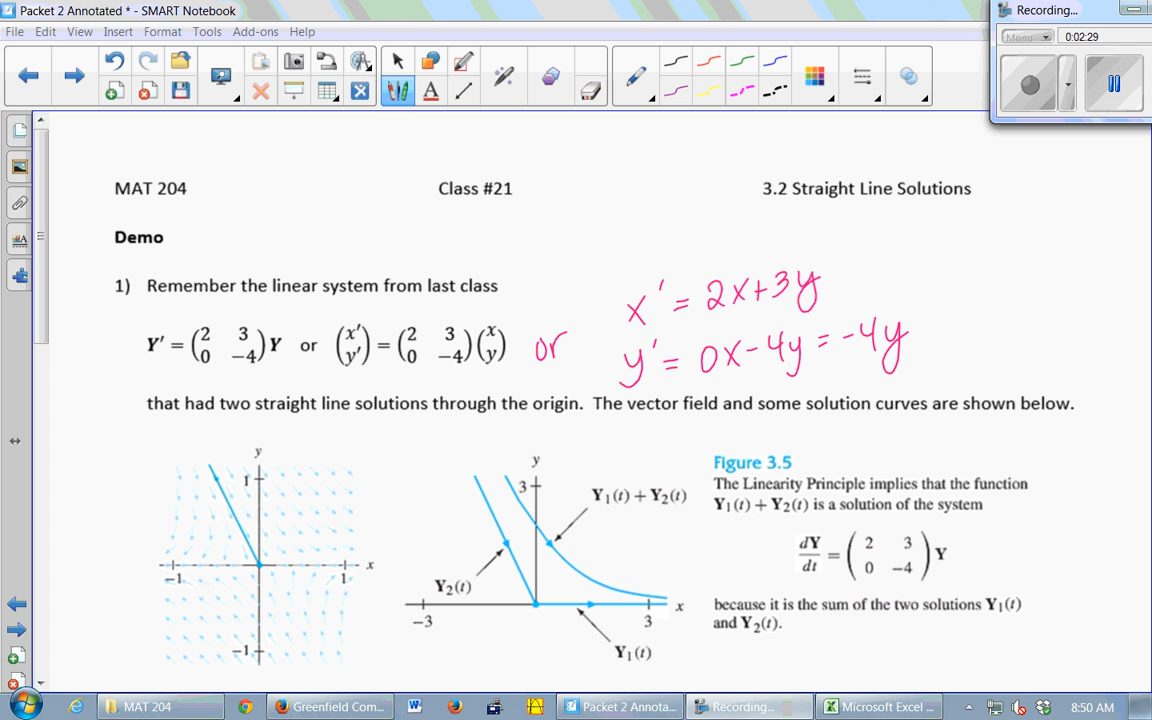 Packet 2 Annotated * - SMART Notebook
Recording...
File Edit View Insert Format Tools Add-ons Help
Menu 0:02:29
MAT 204 Class #21 3.2 Straight Line Solutions
Demo
1) Remember the linear system from last class
x' = 2x+3y
Y′ = (2 3 0 −4) Y or (x′ y′) = (2 3 0 −4)(x y) or
y' = 0x-4y = -4y
that had two straight line solutions through the origin. The vector field and some solution curves are shown below.
y
1
−1 1 x
−1
y
3
Y₁(t) + Y₂(t)
Y₂(t)
−3 3 x
Y₁(t)
Figure 3.5
The Linearity Principle implies that the function
Y₁(t) + Y₂(t) is a solution of the system
dY/dt = (2 3 0 −4) Y
because it is the sum of the two solutions Y₁(t)
and Y₂(t).
MAT 204 Greenfield Com... Packet 2 Annota... Recording... Microsoft Excel ... 8:50 AM